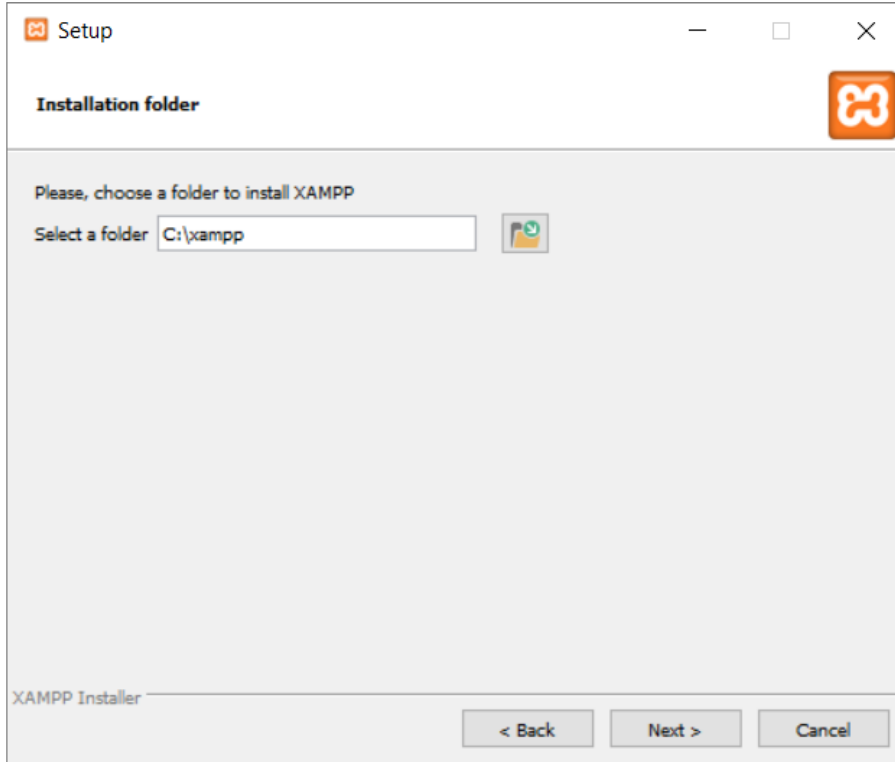 Setup
Installation folder
Please, choose a folder to install XAMPP
Select a folder C:\xampp
XAMPP Installer
< Back Next > Cancel